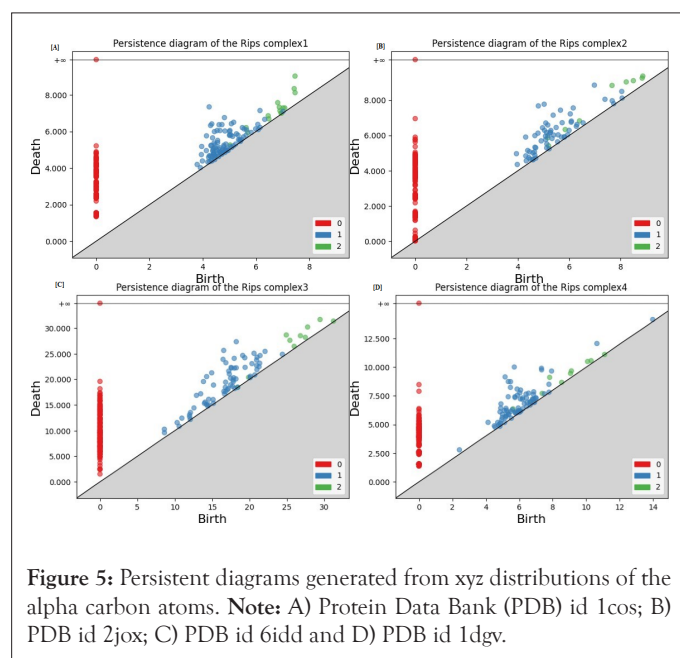 [A]
Persistence diagram of the Rips complex1
+∞
8.000
6.000
4.000
2.000
0.000
Death
0 2 4 6 8
Birth
0
1
2
[B]
Persistence diagram of the Rips complex2
+∞
8.000
6.000
4.000
2.000
0.000
Death
0 2 4 6 8
Birth
0
1
2
[C]
Persistence diagram of the Rips complex3
+∞
30.000
25.000
20.000
15.000
10.000
5.000
0.000
Death
0 5 10 15 20 25 30
Birth
0
1
2
[D]
Persistence diagram of the Rips complex4
+∞
12.500
10.000
7.500
5.000
2.500
0.000
Death
0 2 4 6 8 10 12 14
Birth
0
1
2
Figure 5: Persistent diagrams generated from xyz distributions of the
alpha carbon atoms. Note: A) Protein Data Bank (PDB) id 1cos; B)
PDB id 2jox; C) PDB id 6idd and D) PDB id 1dgv.